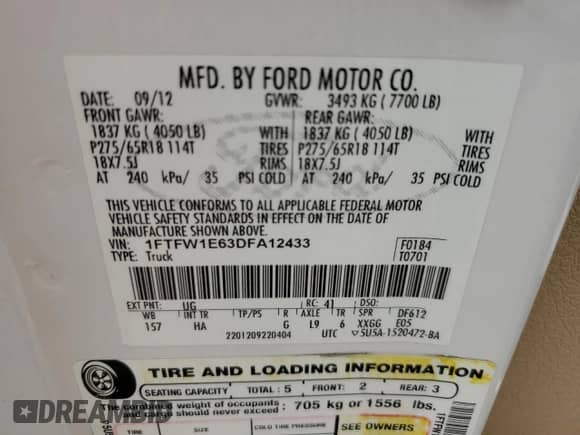 MFD. BY FORD MOTOR CO.
DATE: 09/12 GVWR: 3493 KG ( 7700 LB)
FRONT GAWR: REAR GAWR:
1837 KG ( 4050 LB) WITH 1837 KG ( 4050 LB) WITH
P275/65R18 114T TIRES P275/65R18 114T TIRES
18X7.5J RIMS 18X7.5J RIMS
AT 240 kPa/ 35 PSI COLD AT 240 kPa/ 35 PSI COLD
THIS VEHICLE CONFORMS TO ALL APPLICABLE FEDERAL MOTOR
VEHICLE SAFETY STANDARDS IN EFFECT ON THE DATE OF
MANUFACTURE SHOWN ABOVE.
VIN: 1FTFW1E63DFA12433 F0184
TYPE: Truck T0701
EXT PNT: UG RC: 41 DSO:
WB INT TR TP/PS R AXLE TR SPR DF612
157 HA G L9 6 XXGG E05
2201209220404 UTC 5U5A-1520472-BA
TIRE AND LOADING INFORMATION
SEATING CAPACITY TOTAL: 5 FRONT: 2 REAR: 3
The combined weight of occupants
and cargo should never exceed: 705 kg or 1556 lbs.
TIRE SIZE COLD TIRE PRESSURE SEE OWNERS
DREAMBID